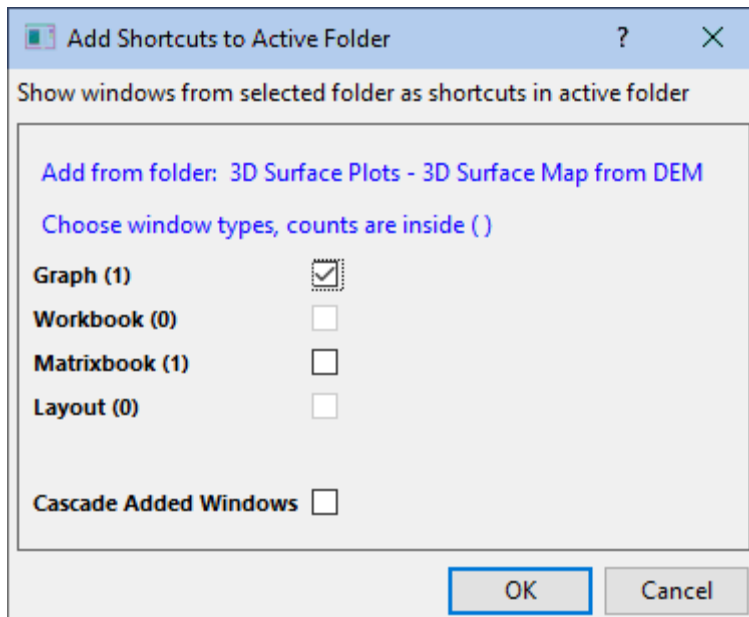 Add Shortcuts to Active Folder ?
Show windows from selected folder as shortcuts in active folder
Add from folder: 3D Surface Plots - 3D Surface Map from DEM
Choose window types, counts are inside ( )
Graph (1)
Workbook (0)
Matrixbook (1)
Layout (0)
Cascade Added Windows
OK Cancel